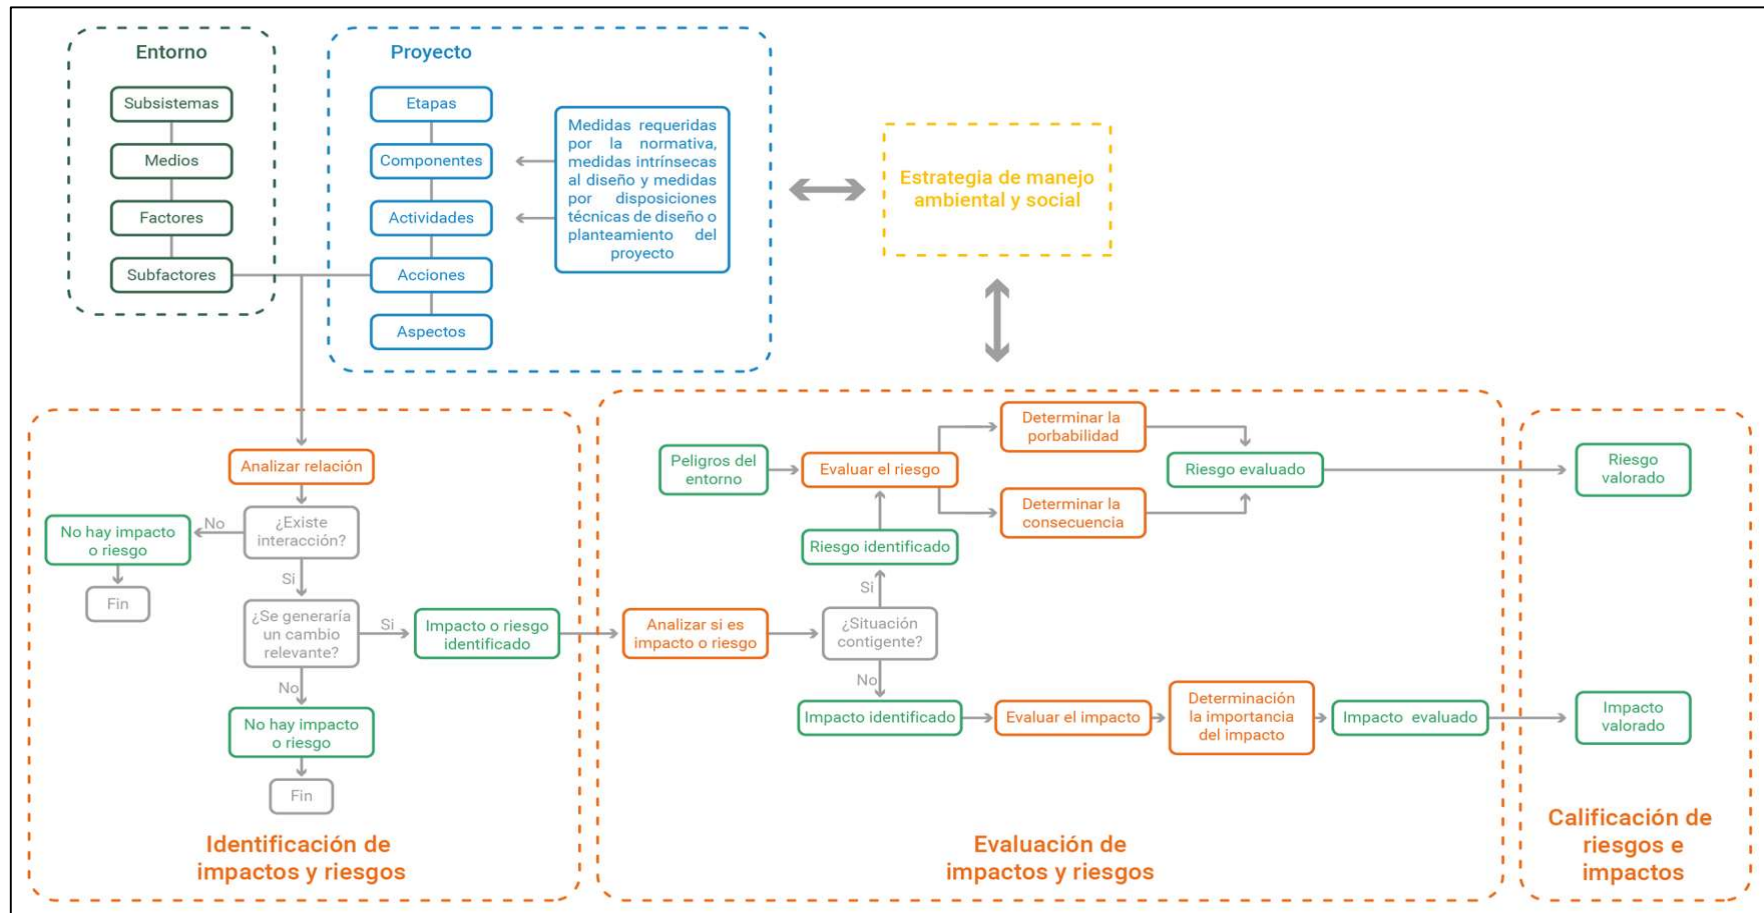 Entorno
Subsistemas
Medios
Factores
Subfactores
Proyecto
Etapas
Componentes
Actividades
Acciones
Aspectos
Medidas requeridas
por la normativa,
medidas intrínsecas
al diseño y medidas
por disposiciones
técnicas de diseño o
planteamiento del
proyecto
Estrategia de manejo
ambiental y social
Analizar relación
¿Existe
interacción?
No
No hay impacto
o riesgo
Fin
Si
¿Se generaría
un cambio
relevante?
Si
Impacto o riesgo
identificado
No
No hay impacto
o riesgo
Fin
Identificación de
impactos y riesgos
Peligros del
entorno
Evaluar el riesgo
Determinar la
porbabilidad
Determinar la
consecuencia
Riesgo evaluado
Riesgo identificado
Si
Analizar si es
impacto o riesgo
¿Situación
contigente?
No
Impacto identificado
Evaluar el impacto
Determinación
la importancia
del impacto
Impacto evaluado
Evaluación de
impactos y riesgos
Riesgo
valorado
Impacto
valorado
Calificación de
riesgos e
impactos